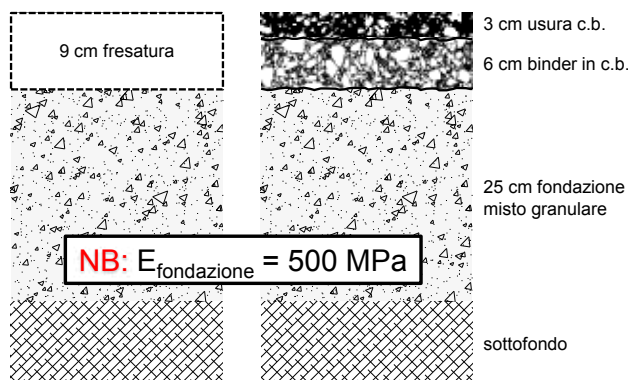 9 cm fresatura
3 cm usura c.b.
6 cm binder in c.b.
25 cm fondazione
misto granulare
NB: Efondazione = 500 MPa
sottofondo